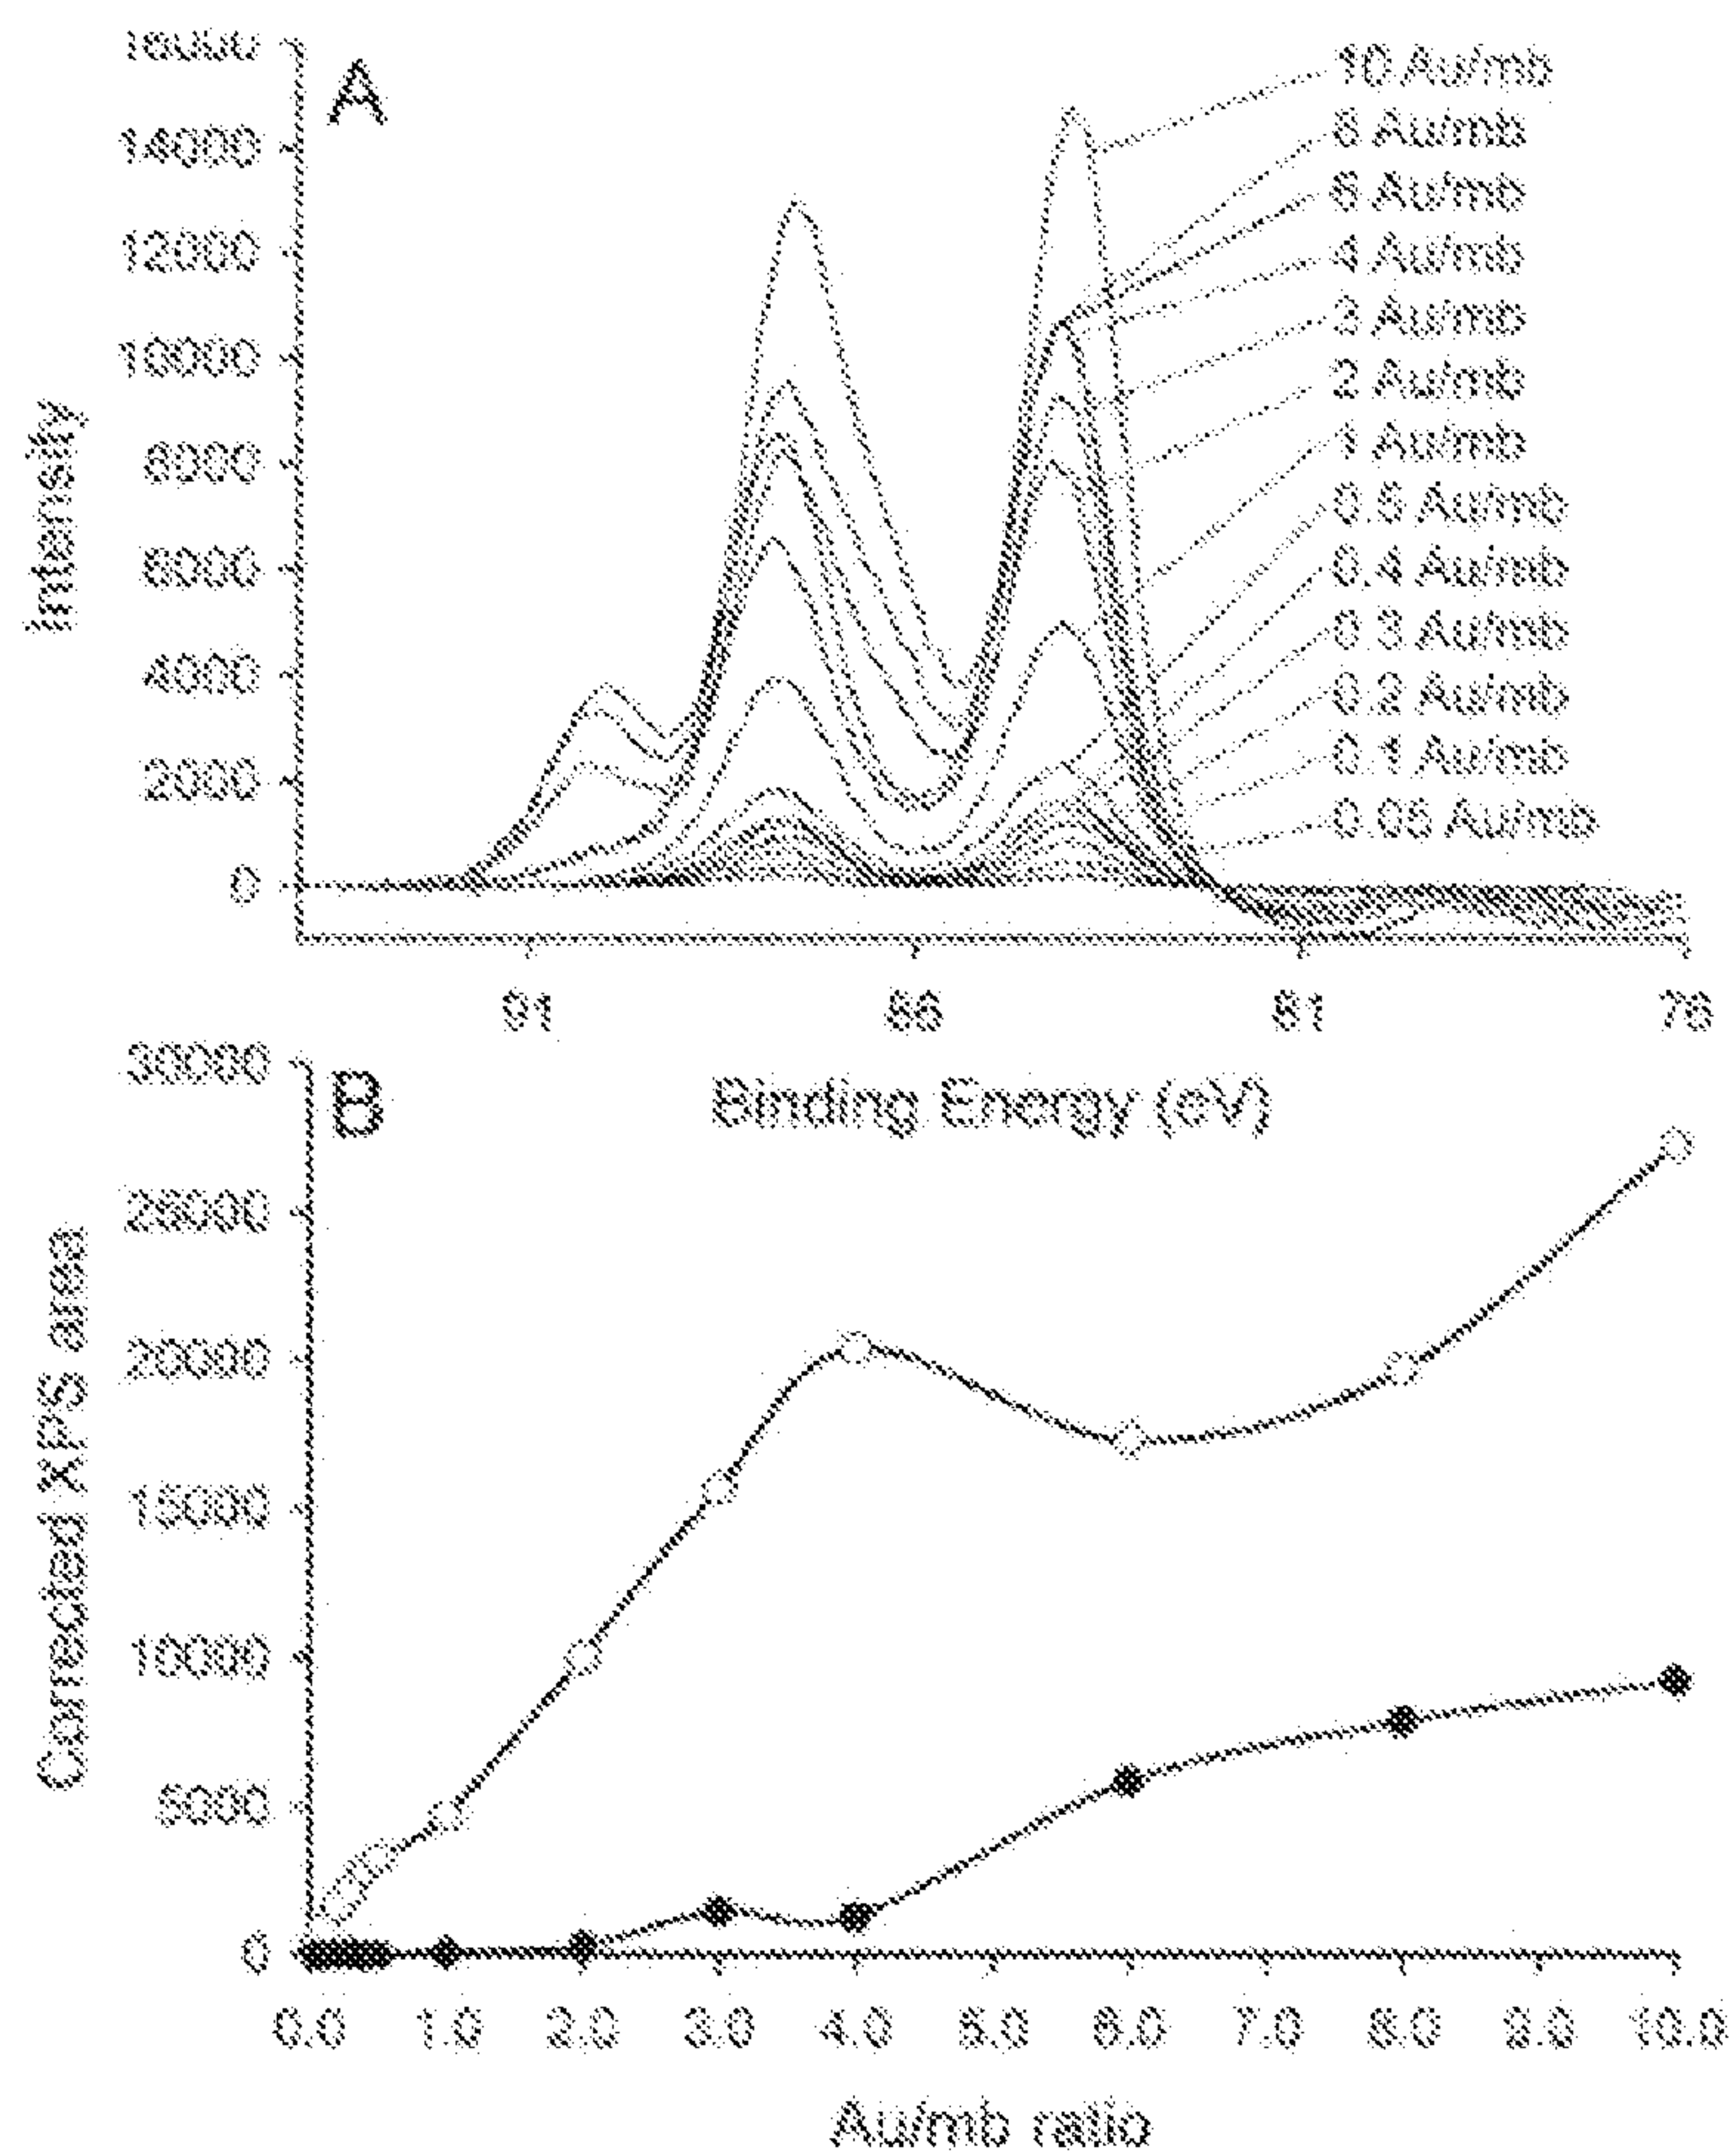 A
Intensity
16000
14000
12000
10000
8000
6000
4000
2000
0
10 Au/mb
8 Au/mb
6 Au/mb
4 Au/mb
3 Au/mb
2 Au/mb
1 Au/mb
0.5 Au/mb
0.4 Au/mb
0.3 Au/mb
0.2 Au/mb
0.1 Au/mb
0.05 Au/mb
91 86 81 76
Binding Energy (eV)
B
Corrected XPS area
30000
25000
20000
15000
10000
5000
0
0.0 1.0 2.0 3.0 4.0 5.0 6.0 7.0 8.0 9.0 10.0
Au/mb ratio